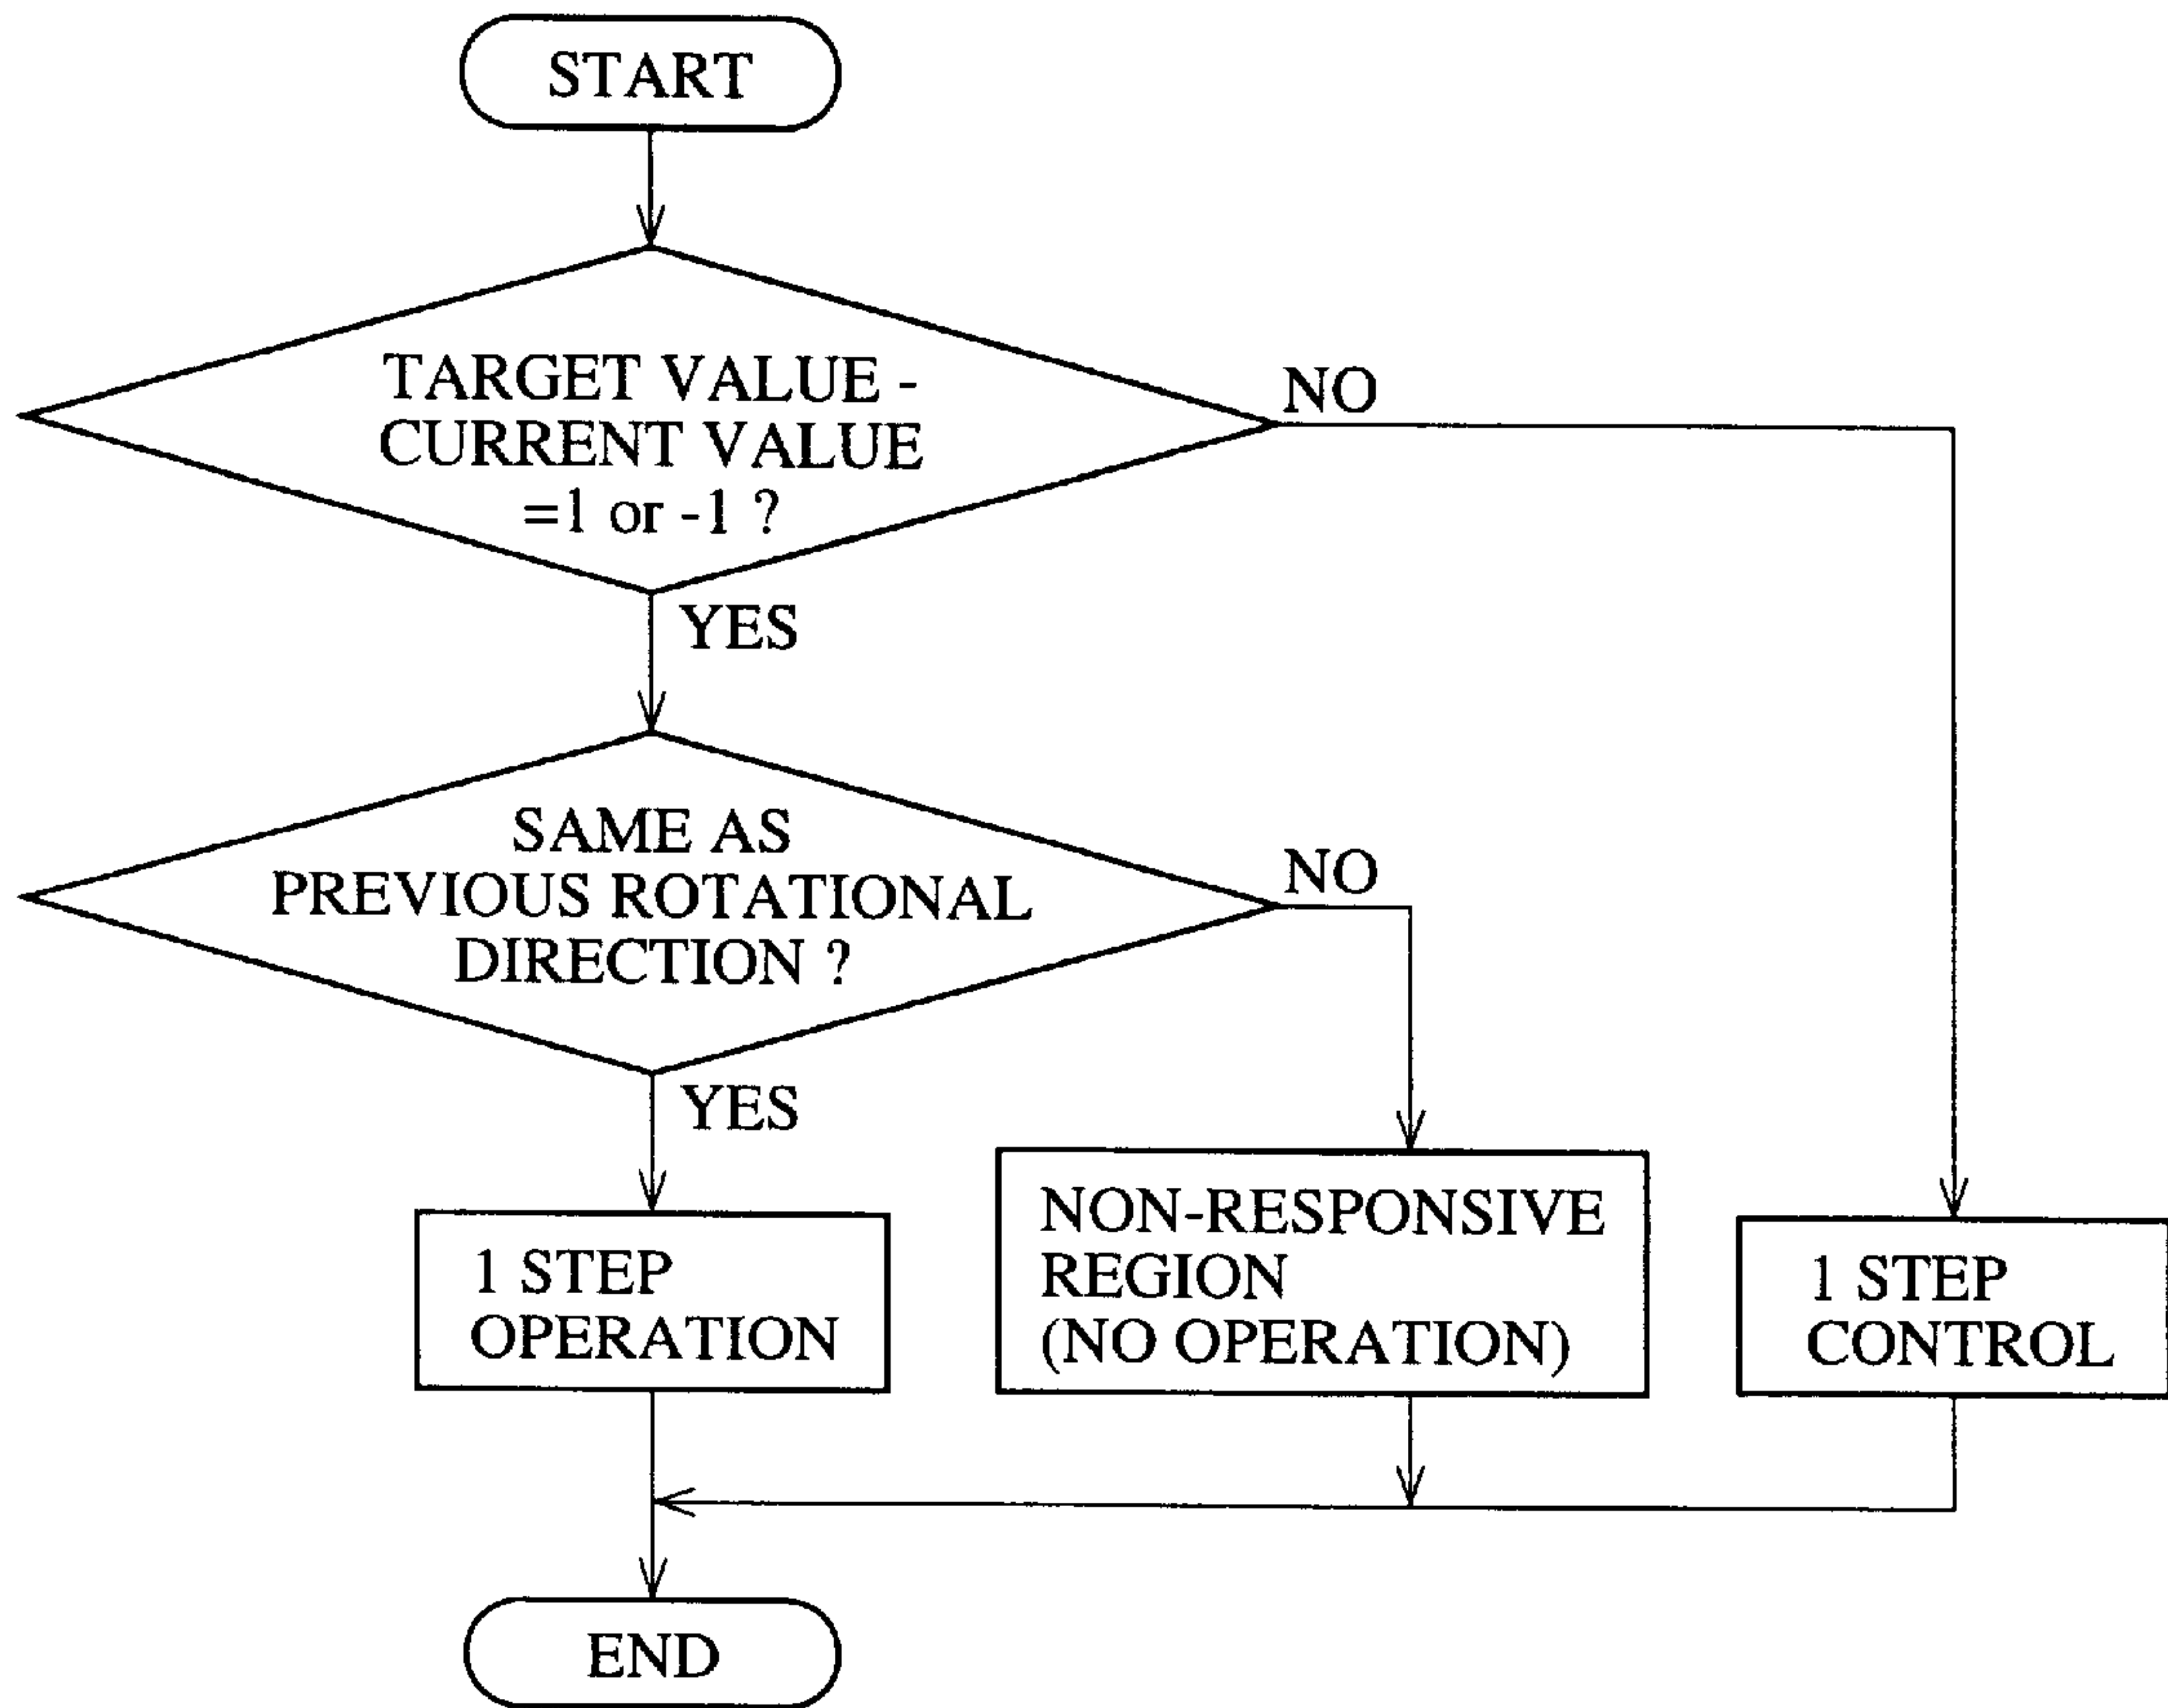 START
TARGET VALUE -
CURRENT VALUE
=1 or -1 ?
NO
YES
SAME AS
PREVIOUS ROTATIONAL
DIRECTION ?
NO
YES
1 STEP
OPERATION
NON-RESPONSIVE
REGION
(NO OPERATION)
1 STEP
CONTROL
END